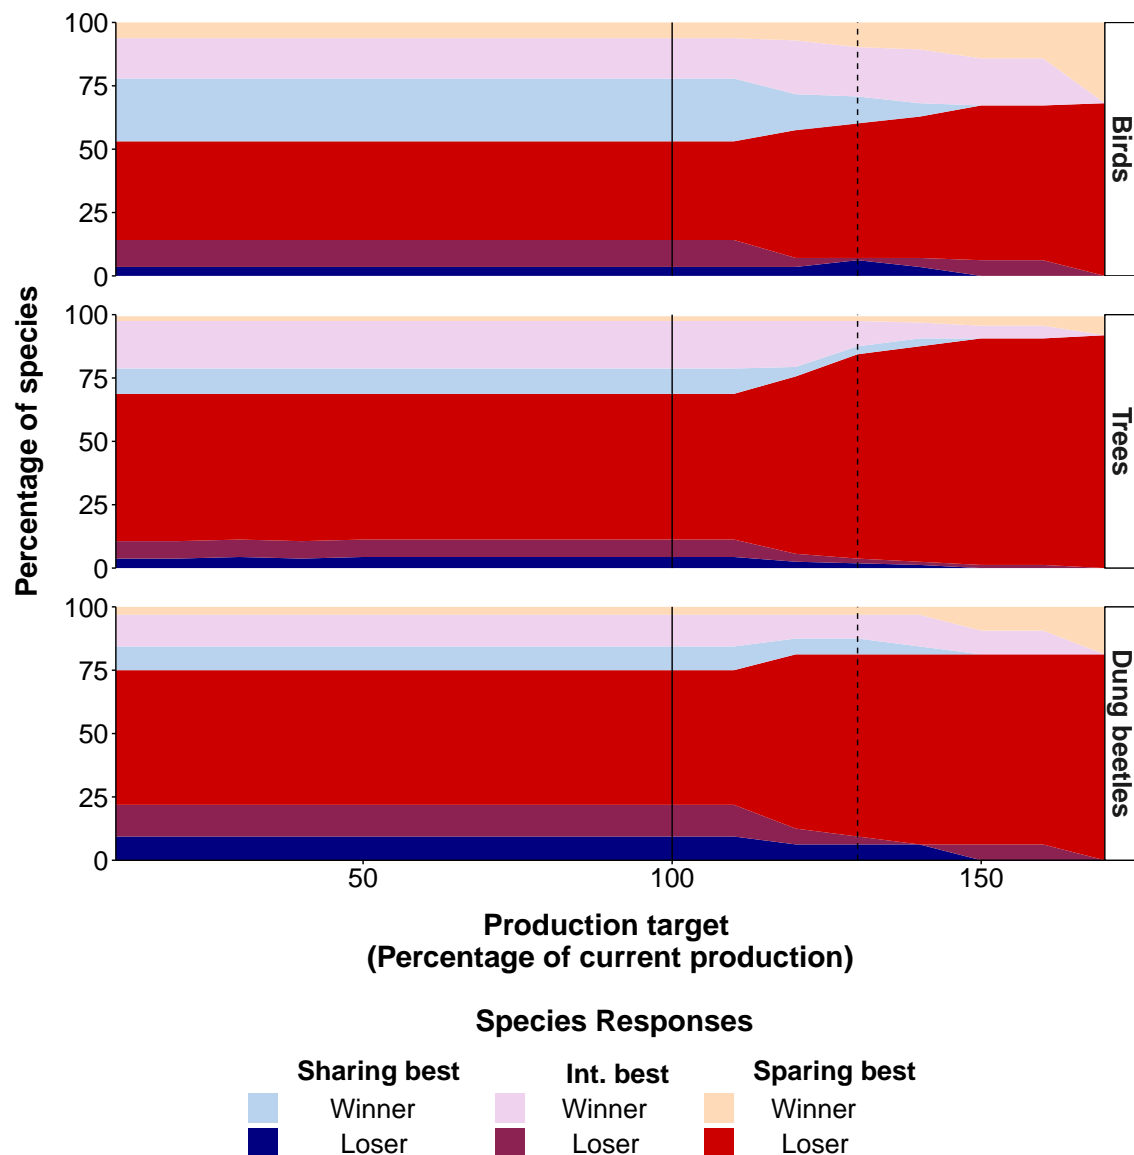 100
75
50
25
0
Birds
100
75
50
25
0
Trees
100
75
50
25
0
Dung beetles
Percentage of species
50 100 150
Production target
(Percentage of current production)
Species Responses
Sharing best Int. best Sparing best
Winner Winner Winner
Loser Loser Loser